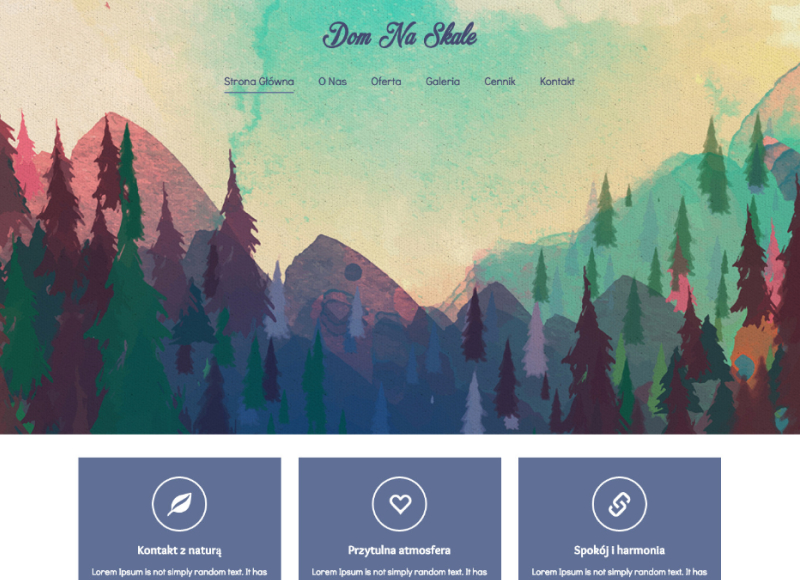 Dom Na Skale
Strona Główna O Nas Oferta Galeria Cennik Kontakt
Kontakt z naturą Przytulna atmosfera Spokój i harmonia
Lorem Ipsum is not simply random text. It has Lorem Ipsum is not simply random text. It has Lorem Ipsum is not simply random text. It has